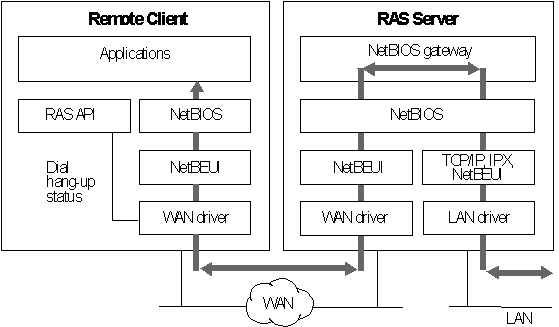 Remote Client
RAS Server
Applications
NetBIOS gateway
RAS API
NetBIOS
NetBIOS
Dial
hang-up
status
NetBEUI
NetBEUI
TCP/IP, IPX,
NetBEUI
WAN driver
WAN driver
LAN driver
WAN
LAN